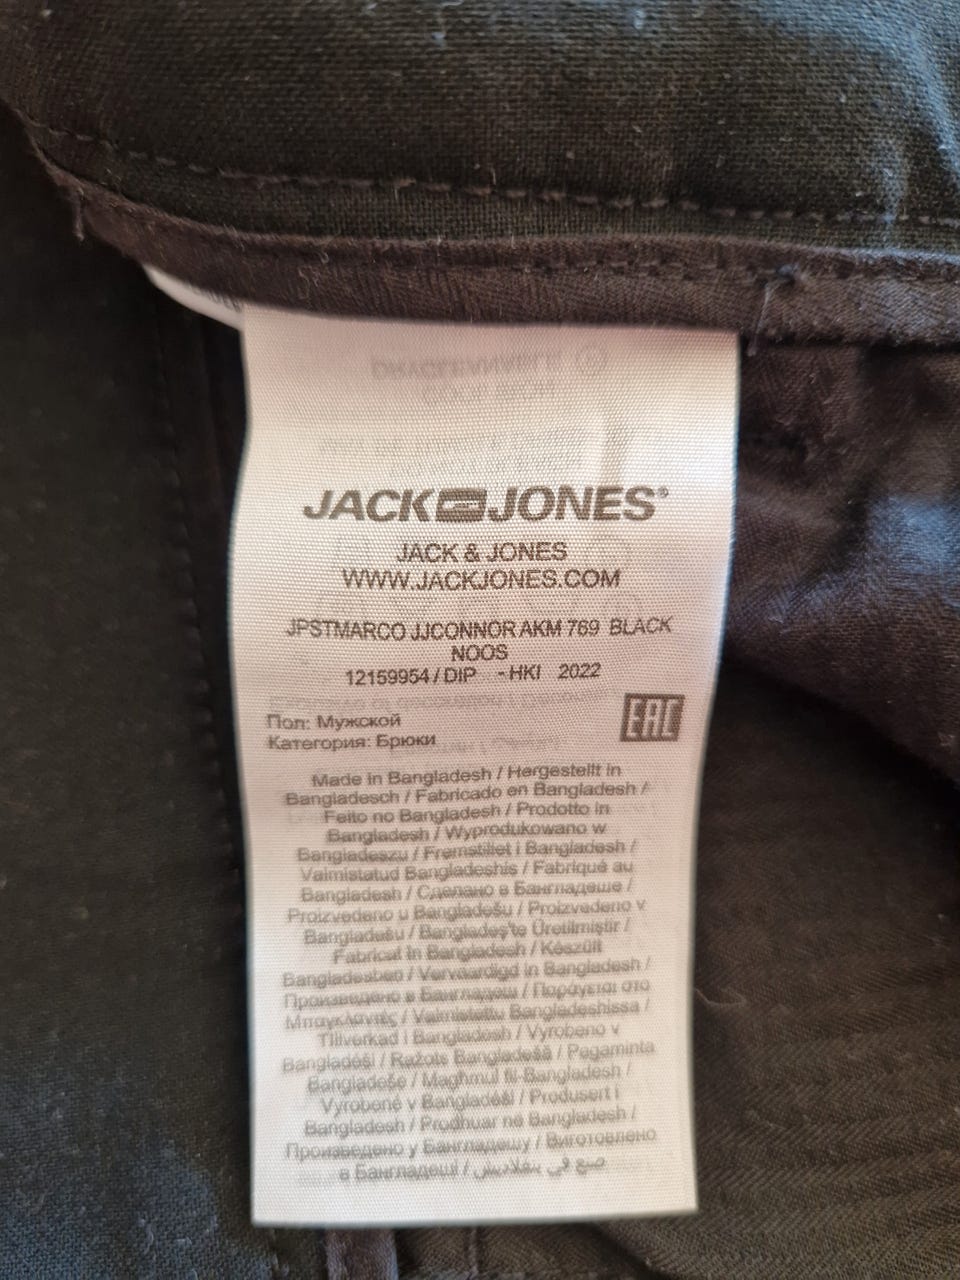 JACK JONES®
JACK & JONES
WWW.JACKJONES.COM
JPSTMARCO JJCONNOR AKM 769 BLACK
NOOS
12159954 / DIP - HKI 2022
Пол: Мужской
Категория: Брюки
EAC
Made in Bangladesh / Hergestellt in
Bangladesch / Fabricado en Bangladesh /
Feito no Bangladesh / Prodotto in
Bangladesh / Wyprodukowano w
Bangladeszu / Fremstillet i Bangladesh /
Valmistatud Bangladeshis / Fabriqué au
Bangladesh / Сделано в Бангладеше /
Proizvedeno u Bangladešu / Proizvedeno v
Bangladešu / Bangladeş'te Üretilmiştir /
Fabricat în Bangladesh / Készült
Bangladesben / Vervaardigd in Bangladesh /
Произведено в Бангладеш / Παράγεται στο
Μπαγκλαντές / Valmistettu Bangladeshissa /
Tillverkad i Bangladesh / Vyrobeno v
Bangladéši / Ražots Bangladešā / Pagaminta
Bangladeše / Magħmul fil-Bangladesh /
Vyrobené v Bangladéši / Produsert i
Bangladesh / Prodhuar në Bangladesh /
Произведено у Бангладешу / Виготовлено
в Бангладеші / صنع في بنغلاديش